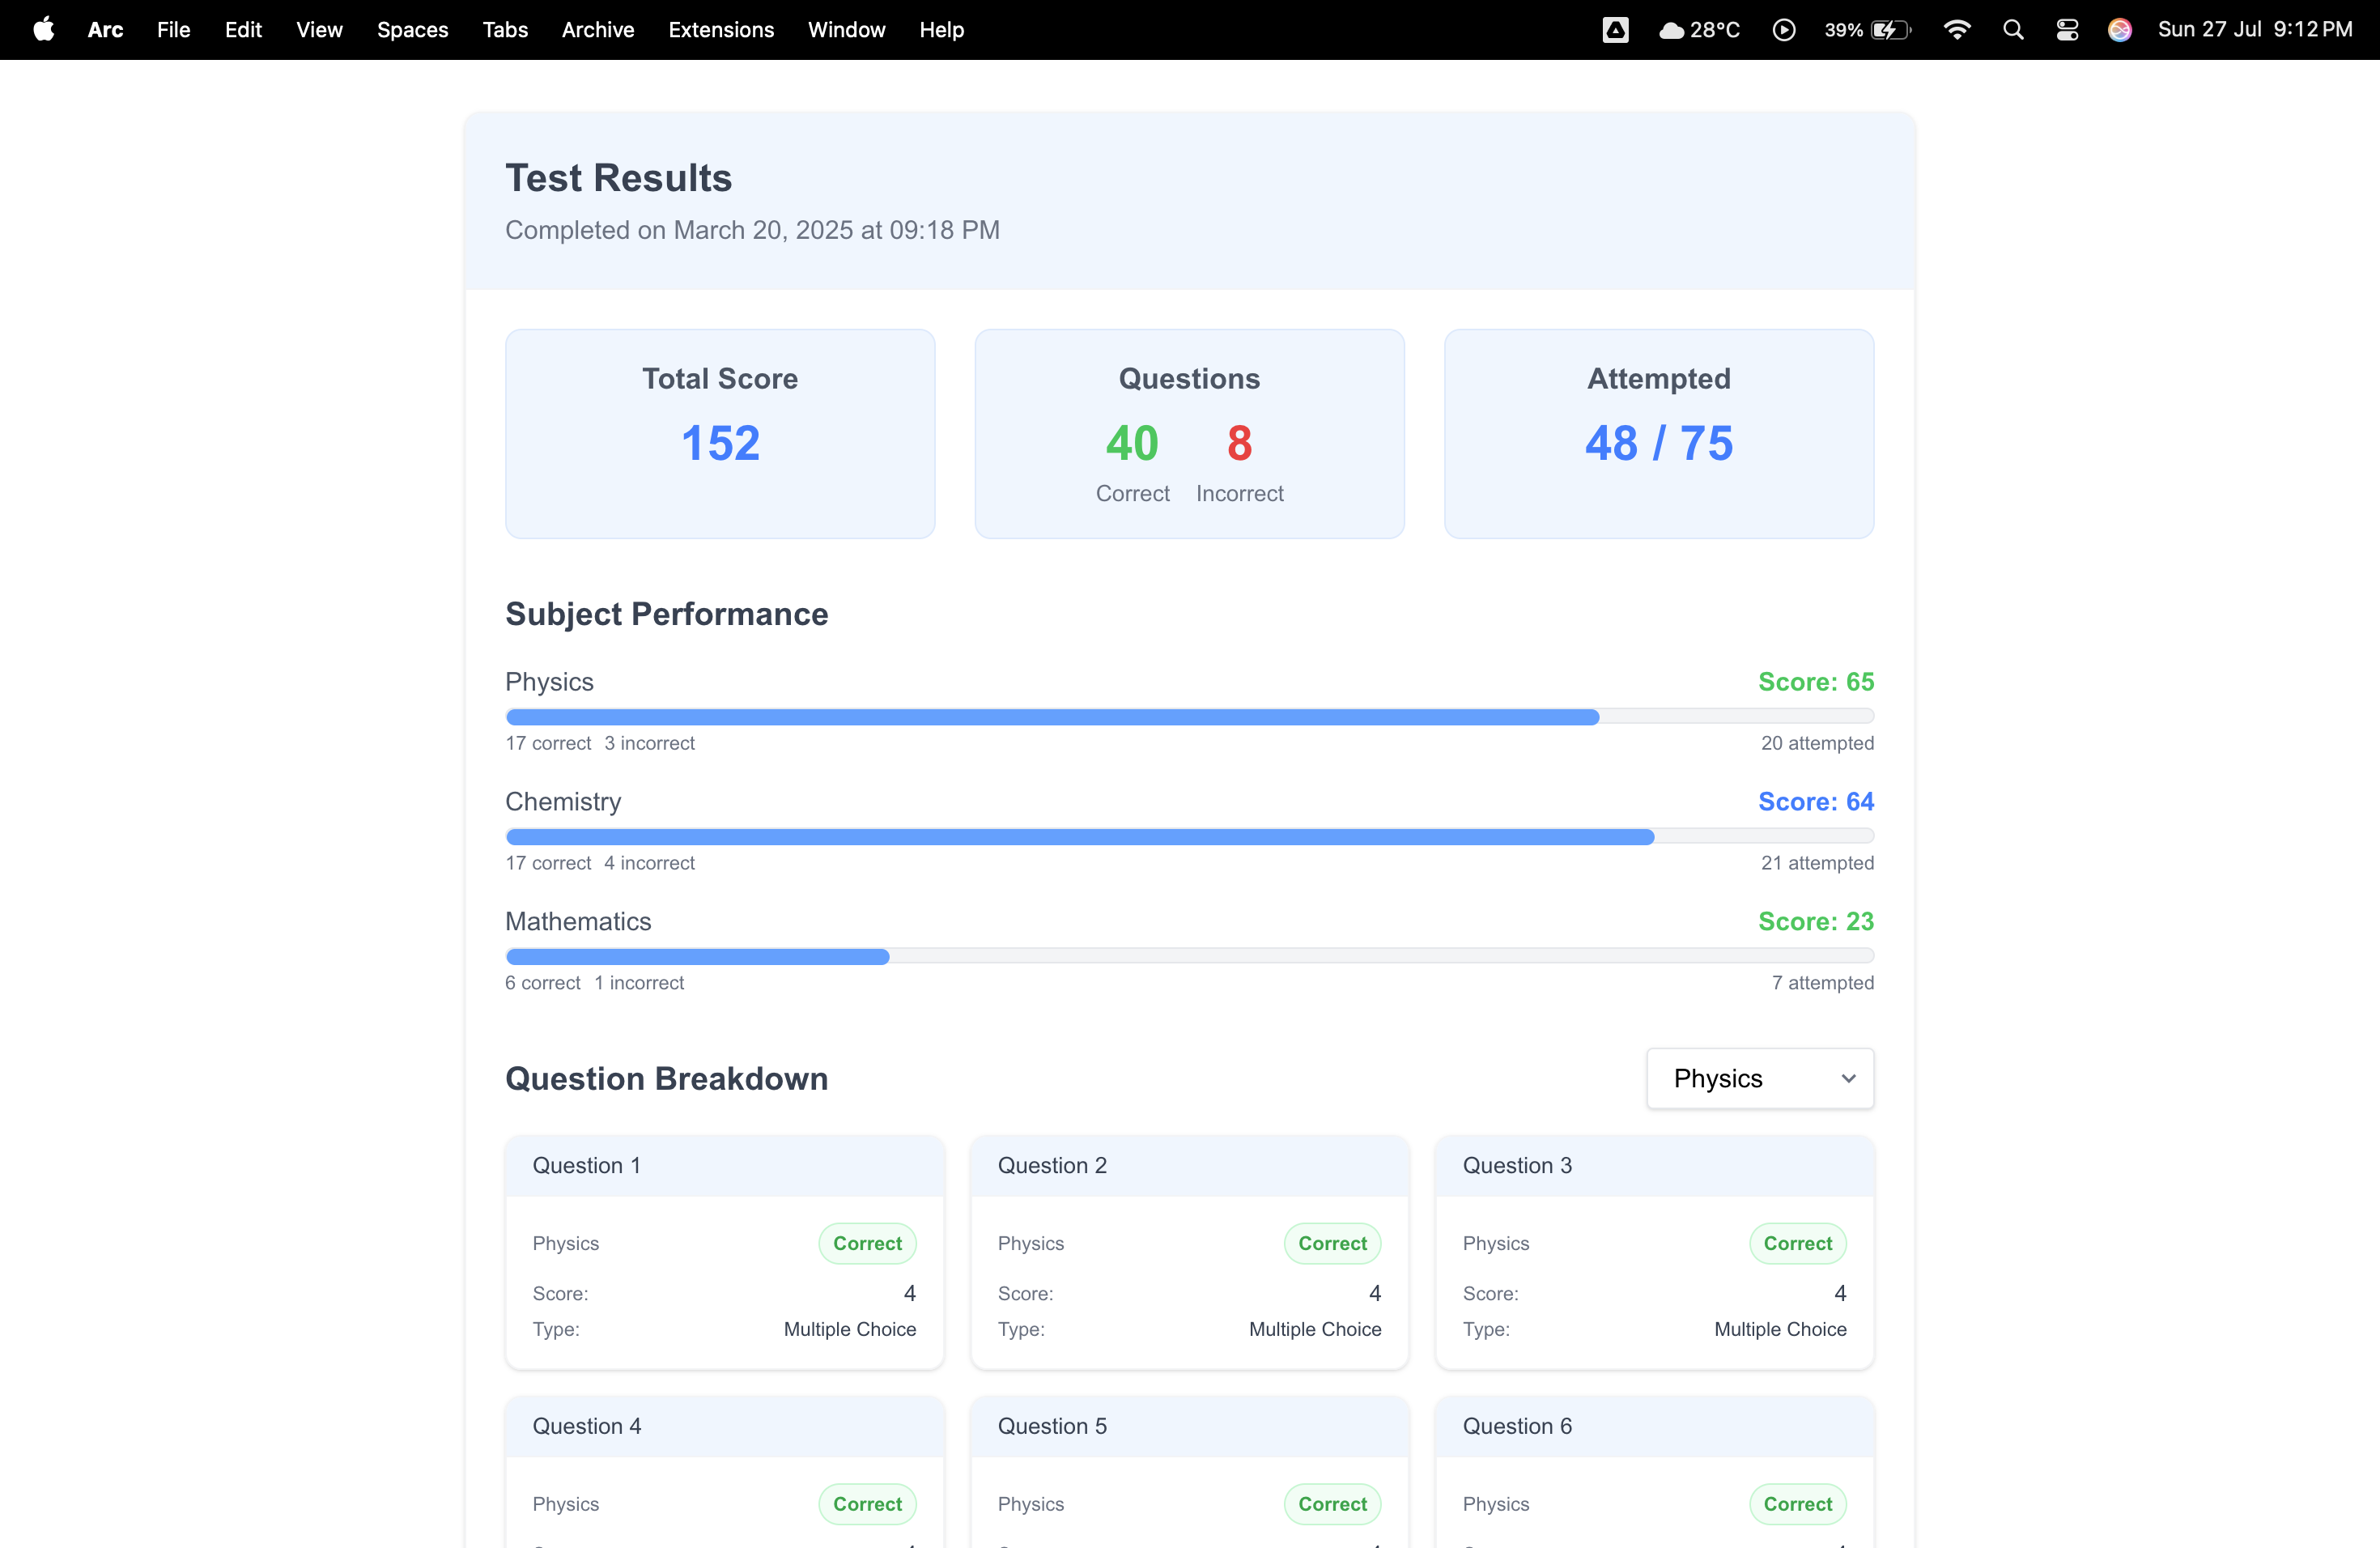 Arc File Edit View Spaces Tabs Archive Extensions Window Help 28°C 39% Sun 27 Jul 9:12 PM
Test Results
Completed on March 20, 2025 at 09:18 PM
Total Score Questions Attempted
152 40 8 48 / 75
Correct Incorrect
Subject Performance
Physics Score: 65
17 correct 3 incorrect 20 attempted
Chemistry Score: 64
17 correct 4 incorrect 21 attempted
Mathematics Score: 23
6 correct 1 incorrect 7 attempted
Question Breakdown Physics
Question 1 Question 2 Question 3
Physics Correct Physics Correct Physics Correct
Score: 4 Score: 4 Score: 4
Type: Multiple Choice Type: Multiple Choice Type: Multiple Choice
Question 4 Question 5 Question 6
Physics Correct Physics Correct Physics Correct